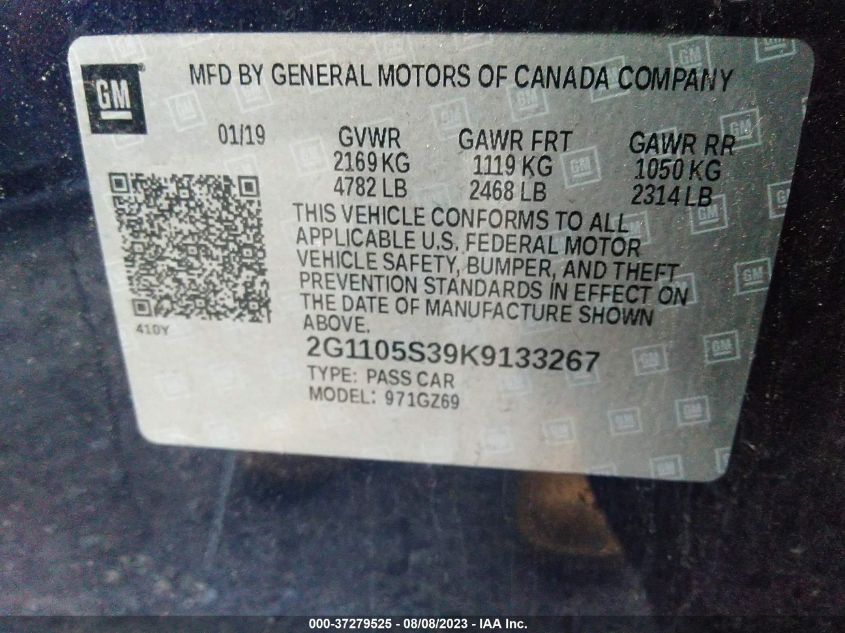 GM
MFD BY GENERAL MOTORS OF CANADA COMPANY
01/19 GVWR GAWR FRT GAWR RR
2169 KG 1119 KG 1050 KG
4782 LB 2468 LB 2314 LB
THIS VEHICLE CONFORMS TO ALL
APPLICABLE U.S. FEDERAL MOTOR
VEHICLE SAFETY, BUMPER, AND THEFT
PREVENTION STANDARDS IN EFFECT ON
THE DATE OF MANUFACTURE SHOWN
ABOVE.
410Y
2G1105S39K9133267
TYPE: PASS CAR
MODEL: 971GZ69
000-37279525 - 08/08/2023 - IAA Inc.